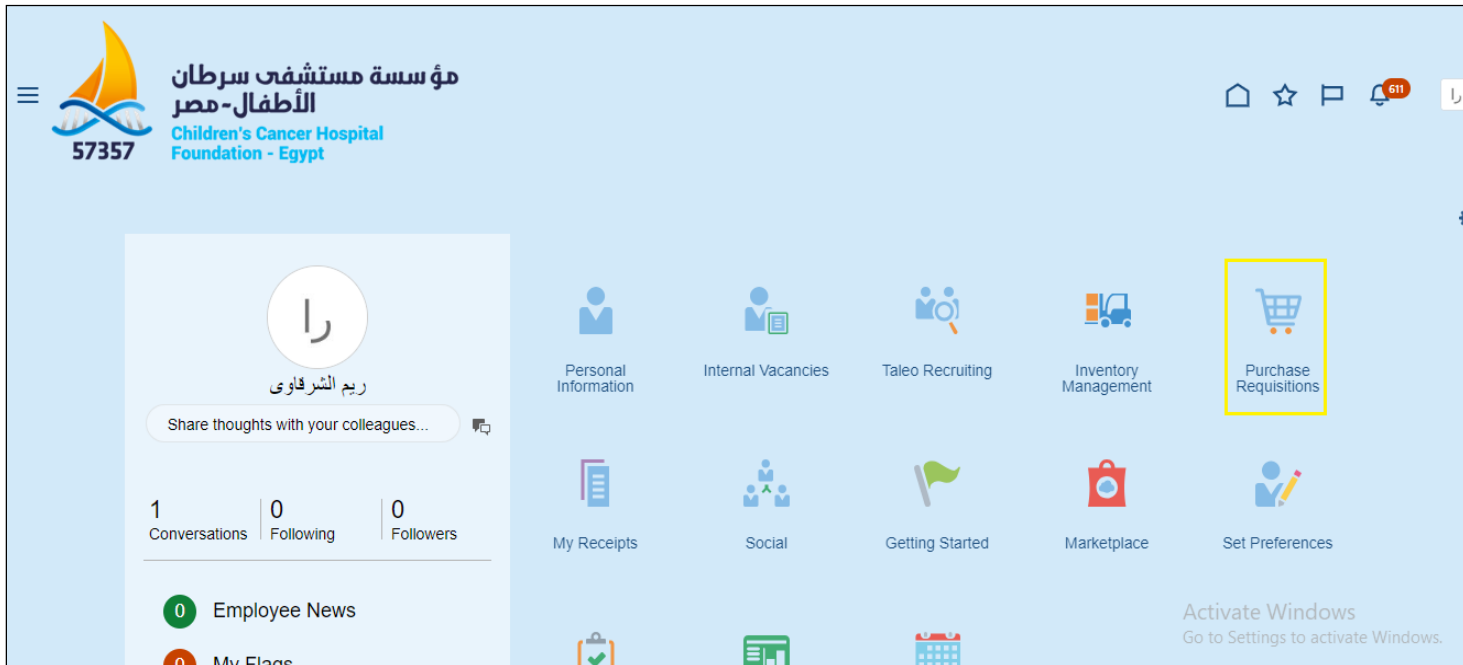 مؤسسة مستشفى سرطان
الأطفال-مصر
Children's Cancer Hospital
Foundation - Egypt
57357
611
را
را
ريم الشرقاوى
Share thoughts with your colleagues...
1
Conversations
0
Following
0
Followers
0 Employee News
0 My Flags
Personal
Information
Internal Vacancies
Taleo Recruiting
Inventory
Management
Purchase
Requisitions
My Receipts
Social
Getting Started
Marketplace
Set Preferences
Activate Windows
Go to Settings to activate Windows.